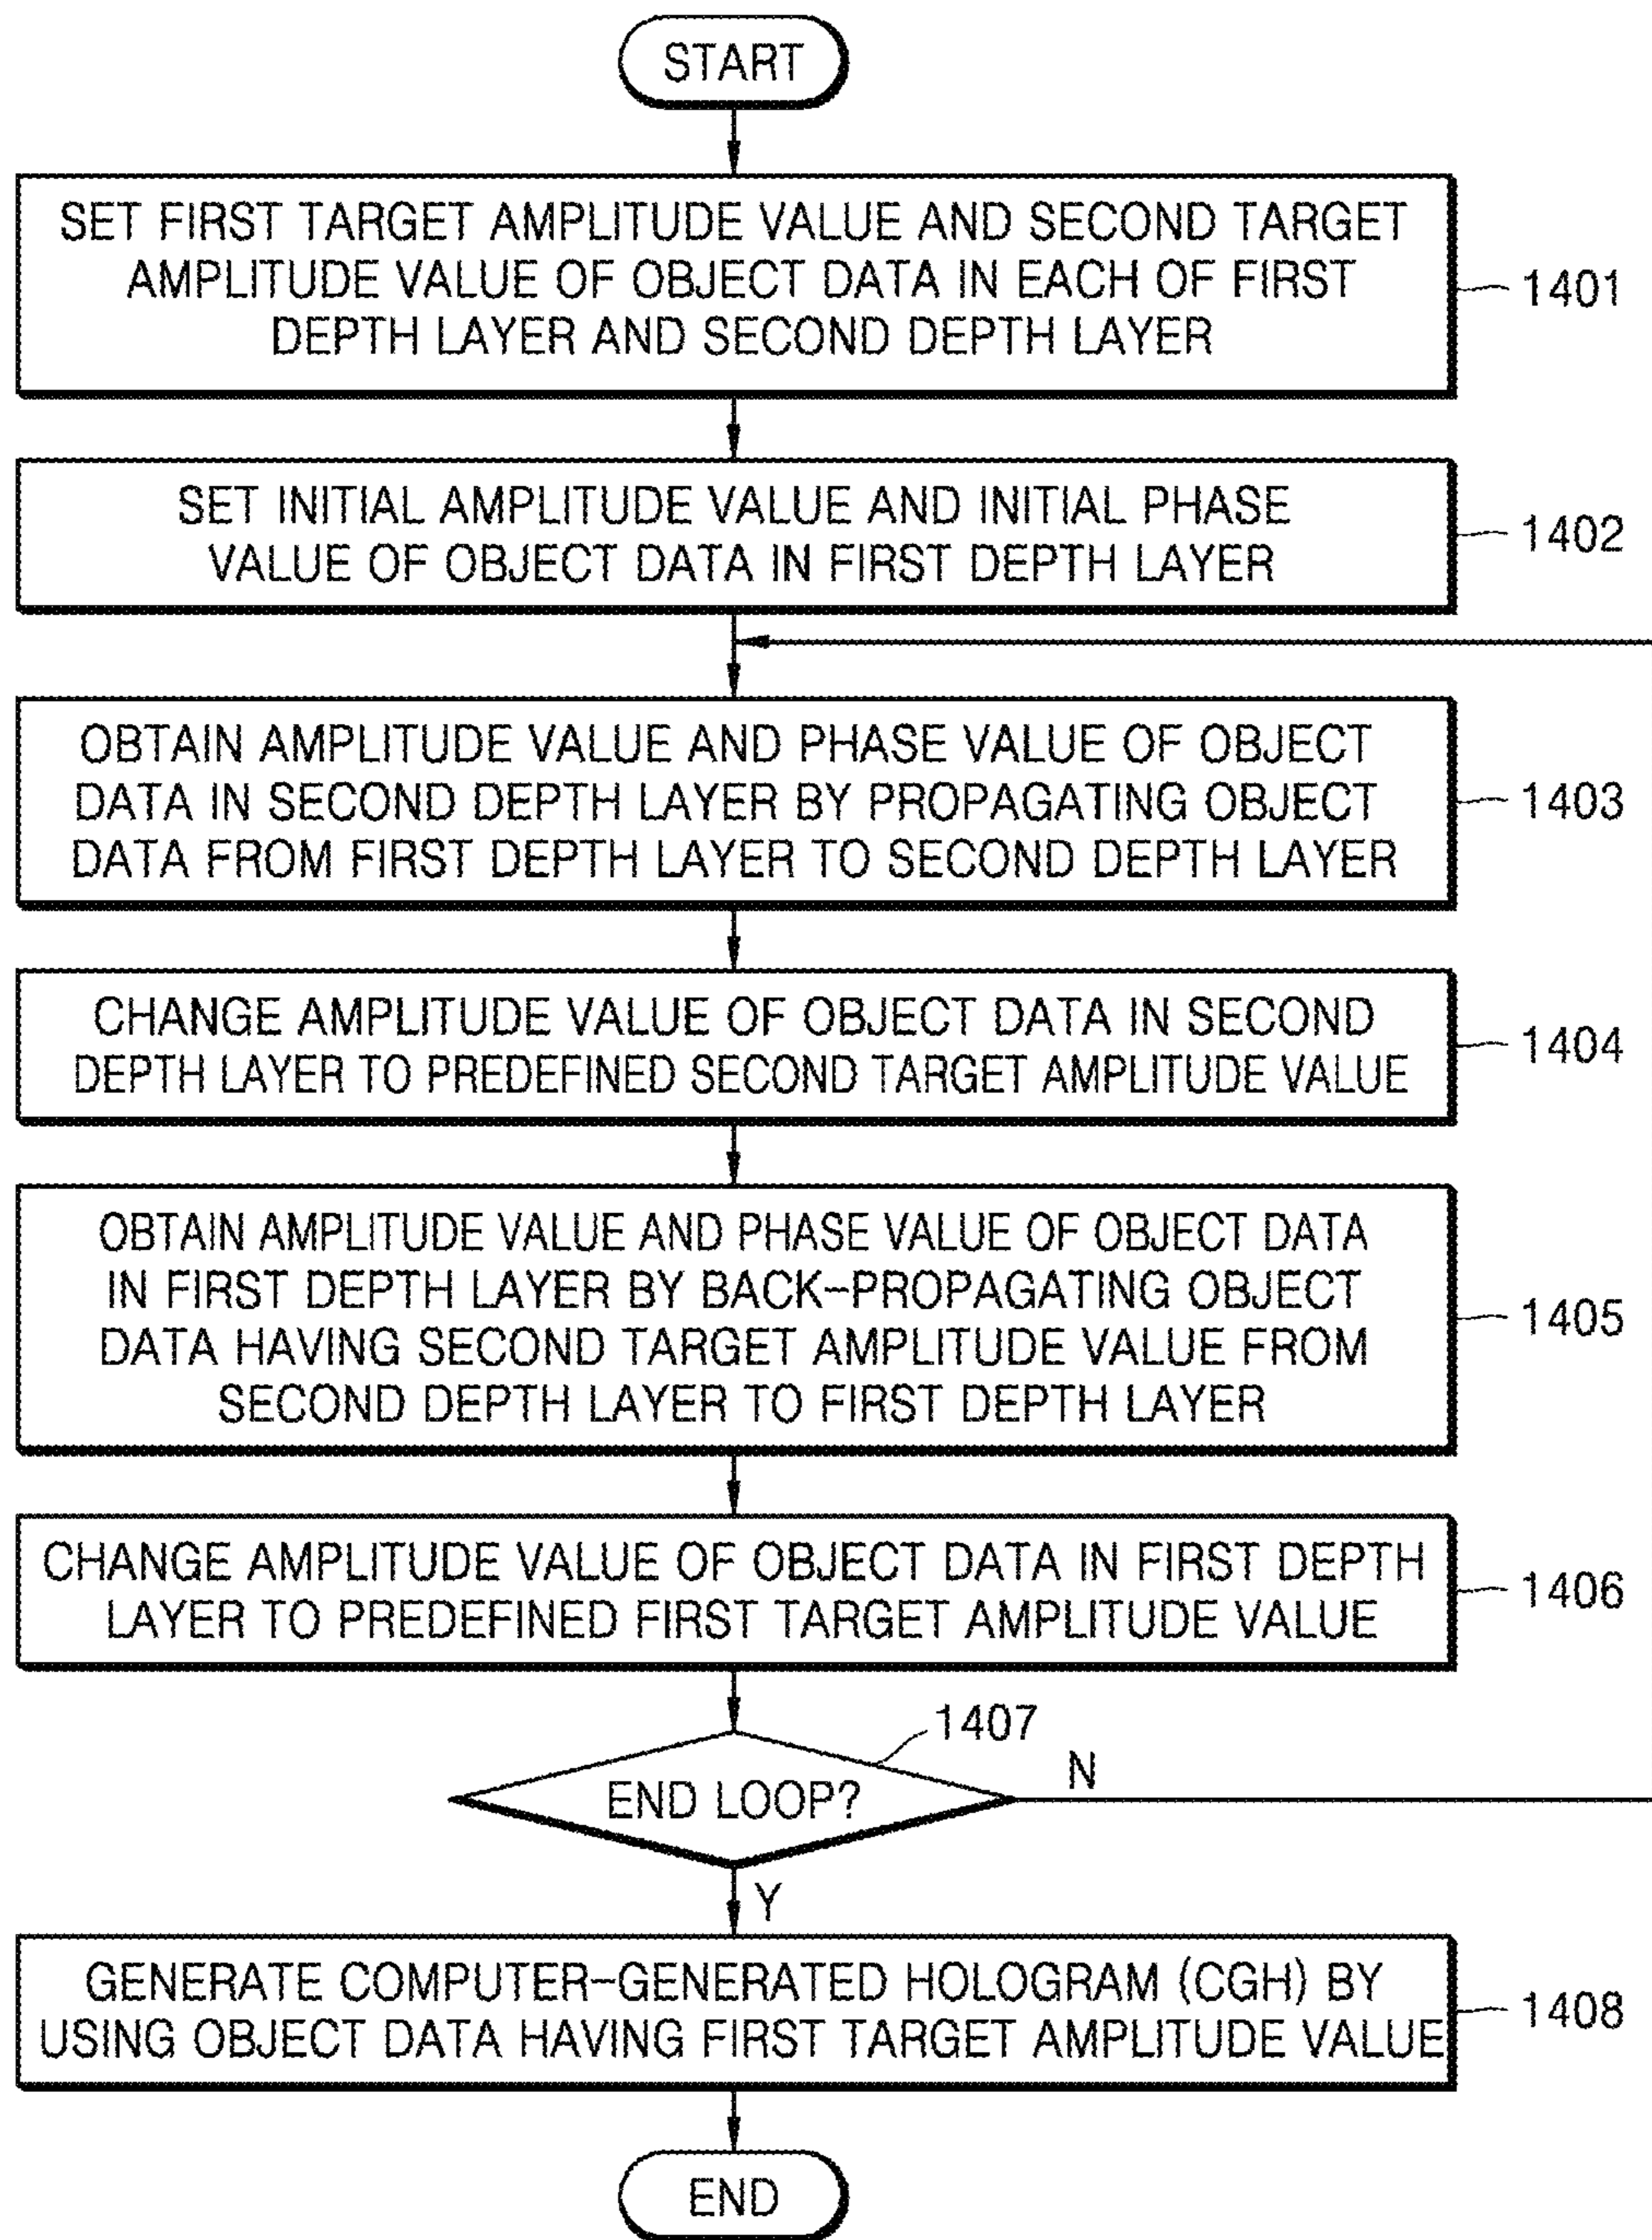 START
SET FIRST TARGET AMPLITUDE VALUE AND SECOND TARGET
AMPLITUDE VALUE OF OBJECT DATA IN EACH OF FIRST
DEPTH LAYER AND SECOND DEPTH LAYER
1401
SET INITIAL AMPLITUDE VALUE AND INITIAL PHASE
VALUE OF OBJECT DATA IN FIRST DEPTH LAYER
1402
OBTAIN AMPLITUDE VALUE AND PHASE VALUE OF OBJECT
DATA IN SECOND DEPTH LAYER BY PROPAGATING OBJECT
DATA FROM FIRST DEPTH LAYER TO SECOND DEPTH LAYER
1403
CHANGE AMPLITUDE VALUE OF OBJECT DATA IN SECOND
DEPTH LAYER TO PREDEFINED SECOND TARGET AMPLITUDE VALUE
1404
OBTAIN AMPLITUDE VALUE AND PHASE VALUE OF OBJECT DATA
IN FIRST DEPTH LAYER BY BACK-PROPAGATING OBJECT
DATA HAVING SECOND TARGET AMPLITUDE VALUE FROM
SECOND DEPTH LAYER TO FIRST DEPTH LAYER
1405
CHANGE AMPLITUDE VALUE OF OBJECT DATA IN FIRST DEPTH
LAYER TO PREDEFINED FIRST TARGET AMPLITUDE VALUE
1406
1407
END LOOP?
N
Y
GENERATE COMPUTER-GENERATED HOLOGRAM (CGH) BY
USING OBJECT DATA HAVING FIRST TARGET AMPLITUDE VALUE
1408
END